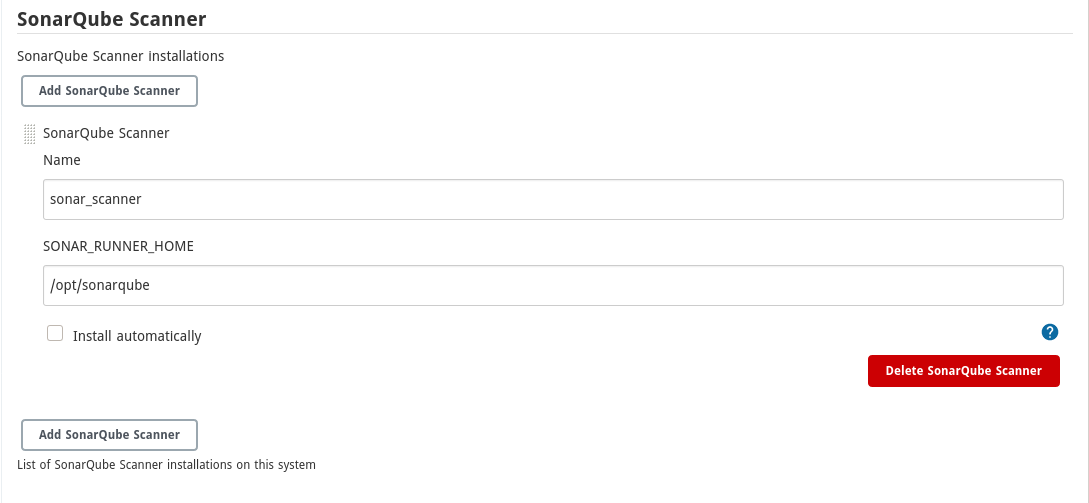 SonarQube Scanner
SonarQube Scanner installations
Add SonarQube Scanner
SonarQube Scanner
Name
sonar_scanner
SONAR_RUNNER_HOME
/opt/sonarqube
Install automatically
?
Delete SonarQube Scanner
Add SonarQube Scanner
List of SonarQube Scanner installations on this system